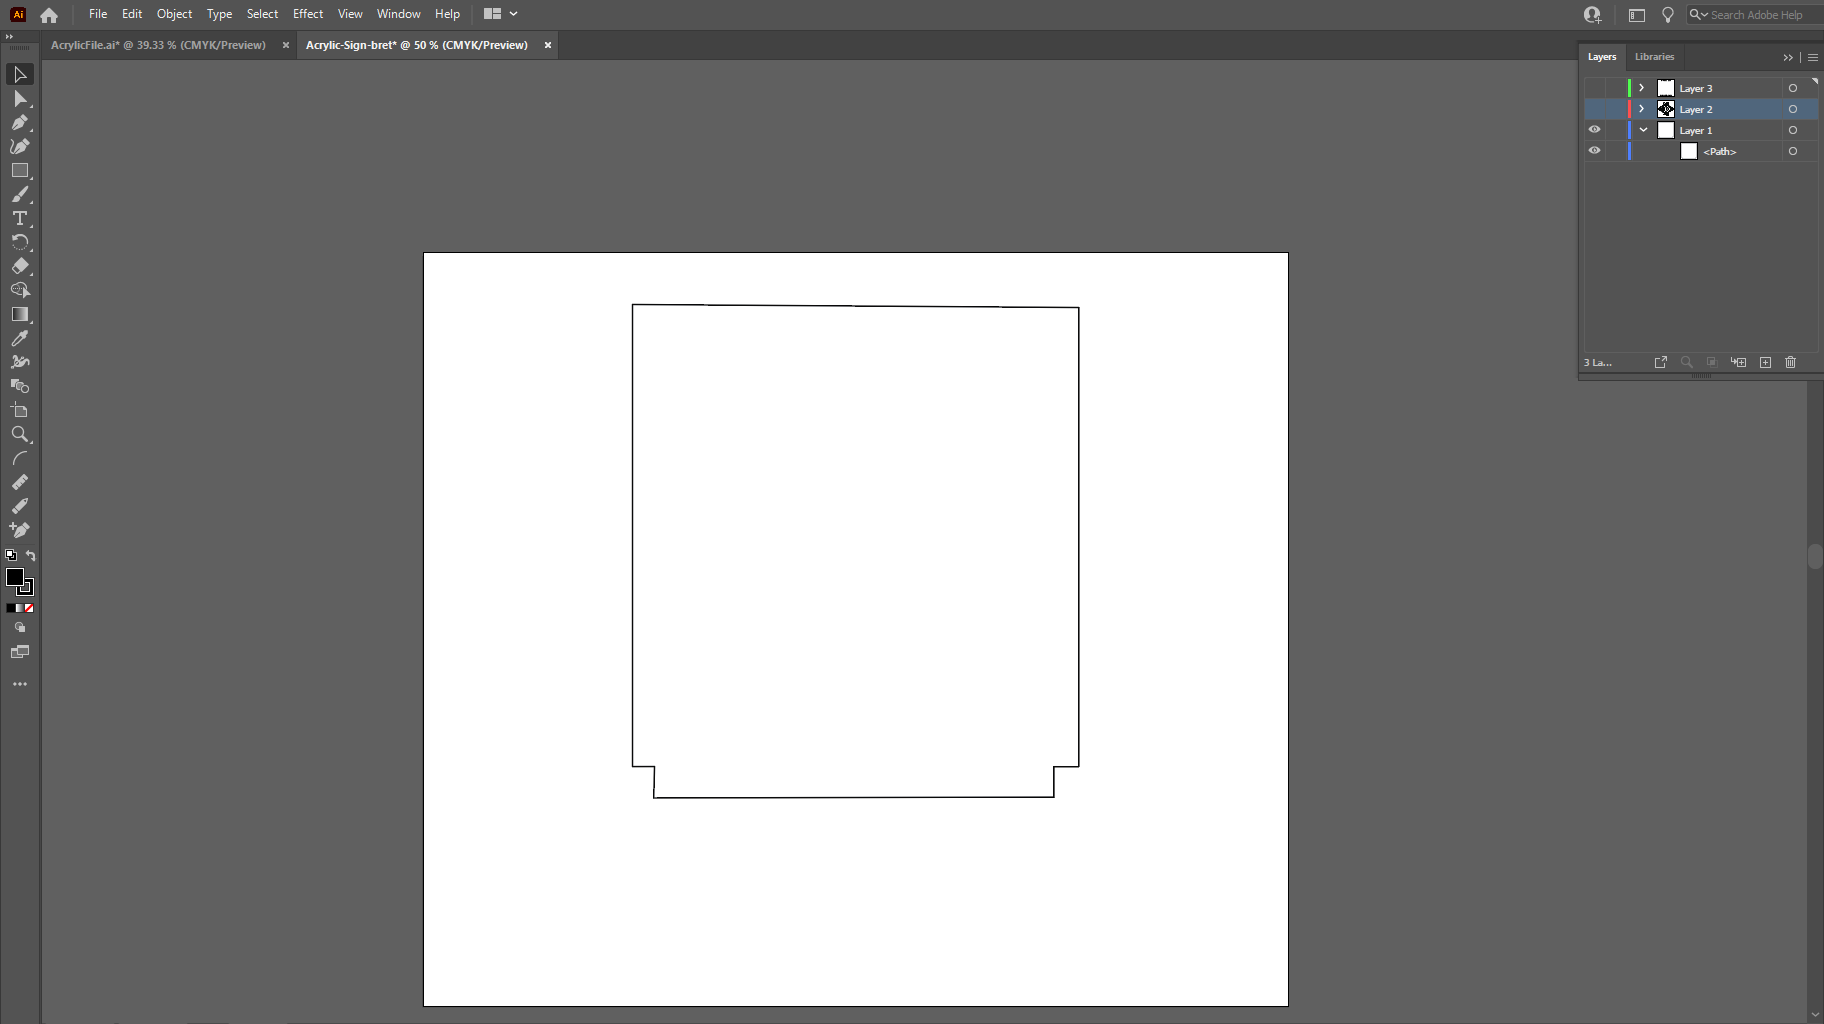 Ai File Edit Object Type Select Effect View Window Help Search Adobe Help
AcrylicFile.ai* @ 39.33 % (CMYK/Preview) × Acrylic-Sign-bret* @ 50 % (CMYK/Preview) ×
Layers Libraries
Layer 3
Layer 2
Layer 1
<Path>
3 La...